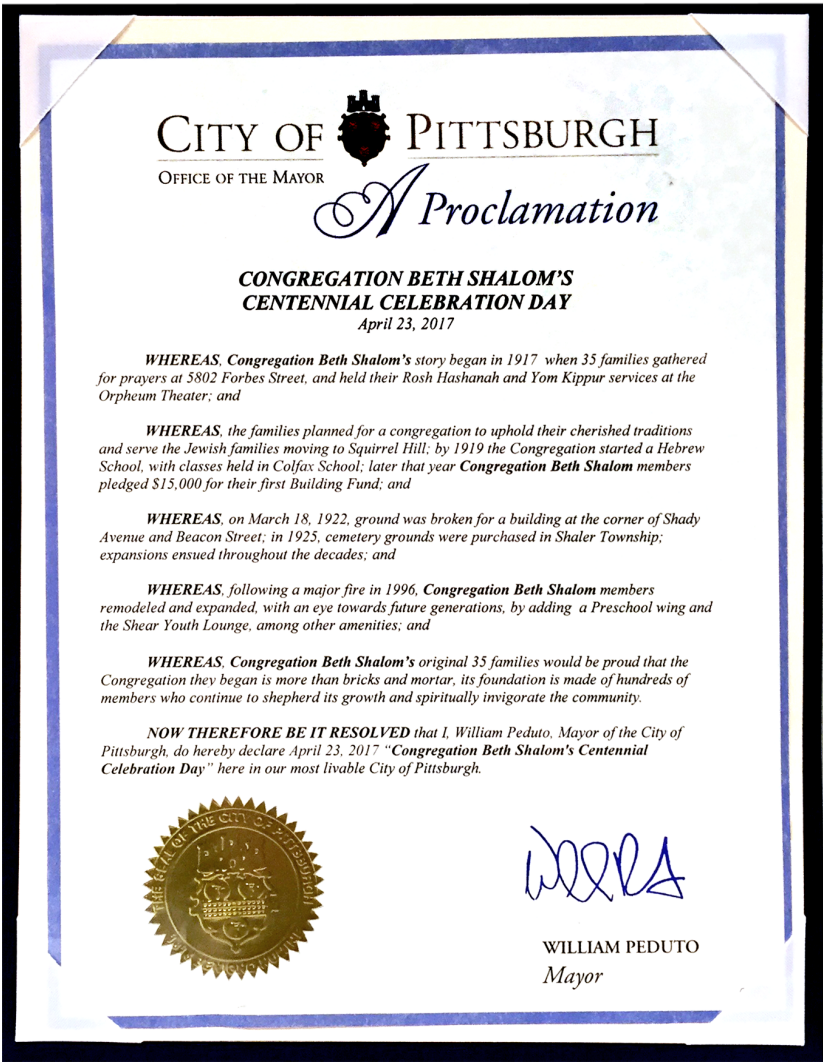 CITY OF PITTSBURGH
OFFICE OF THE MAYOR
A Proclamation
CONGREGATION BETH SHALOM'S
CENTENNIAL CELEBRATION DAY
April 23, 2017
WHEREAS, Congregation Beth Shalom's story began in 1917 when 35 families gathered
for prayers at 5802 Forbes Street, and held their Rosh Hashanah and Yom Kippur services at the
Orpheum Theater; and
WHEREAS, the families planned for a congregation to uphold their cherished traditions
and serve the Jewish families moving to Squirrel Hill; by 1919 the Congregation started a Hebrew
School, with classes held in Colfax School; later that year Congregation Beth Shalom members
pledged $15,000 for their first Building Fund; and
WHEREAS, on March 18, 1922, ground was broken for a building at the corner of Shady
Avenue and Beacon Street; in 1925, cemetery grounds were purchased in Shaler Township;
expansions ensued throughout the decades; and
WHEREAS, following a major fire in 1996, Congregation Beth Shalom members
remodeled and expanded, with an eye towards future generations, by adding a Preschool wing and
the Shear Youth Lounge, among other amenities; and
WHEREAS, Congregation Beth Shalom's original 35 families would be proud that the
Congregation they began is more than bricks and mortar, its foundation is made of hundreds of
members who continue to shepherd its growth and spiritually invigorate the community.
NOW THEREFORE BE IT RESOLVED that I, William Peduto, Mayor of the City of
Pittsburgh, do hereby declare April 23, 2017 "Congregation Beth Shalom's Centennial
Celebration Day" here in our most livable City of Pittsburgh.
THE SEAL OF THE CITY OF PITTSBURGH
WILLIAM PEDUTO
Mayor